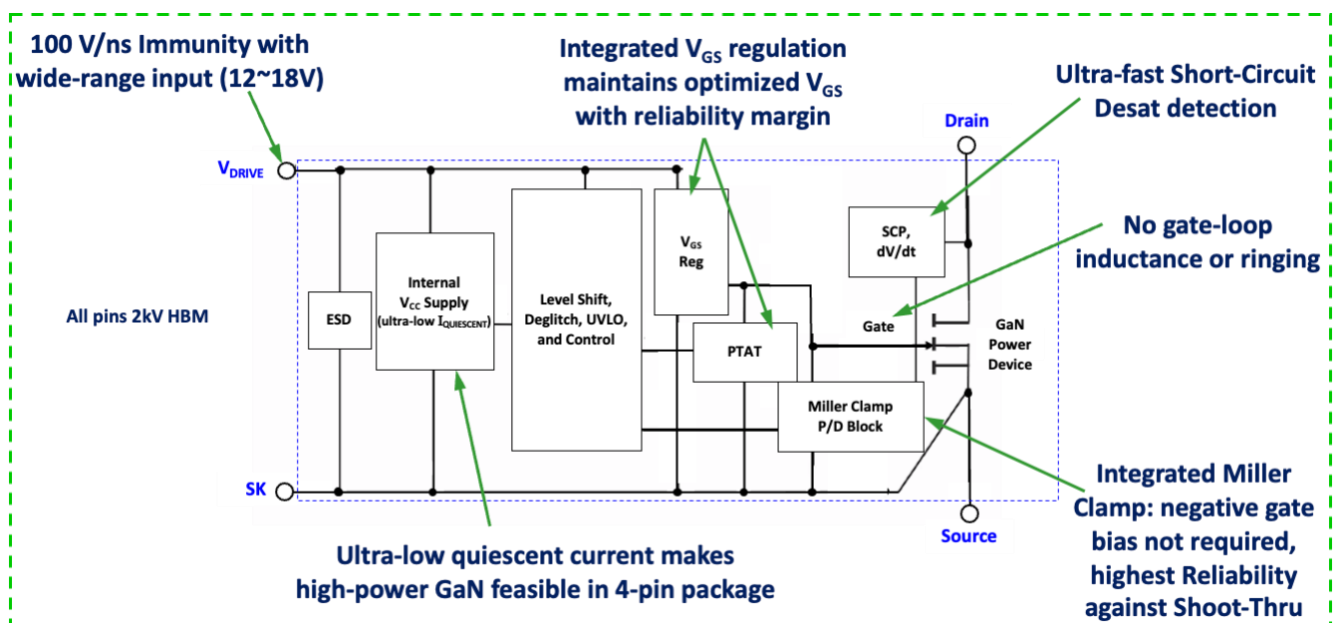 100 V/ns Immunity with
wide-range input (12~18V)
Integrated VGS regulation
maintains optimized VGS
with reliability margin
Ultra-fast Short-Circuit
Desat detection
Drain
VDRIVE
SCP,
dV/dt
No gate-loop
inductance or ringing
VGS
Reg
Internal
VCC Supply
(ultra-low IQUIESCENT)
Level Shift,
Deglitch, UVLO,
and Control
All pins 2kV HBM
ESD
PTAT
Gate
GaN
Power
Device
Miller Clamp
P/D Block
SK
Source
Ultra-low quiescent current makes
high-power GaN feasible in 4-pin package
Integrated Miller
Clamp: negative gate
bias not required,
highest Reliability
against Shoot-Thru